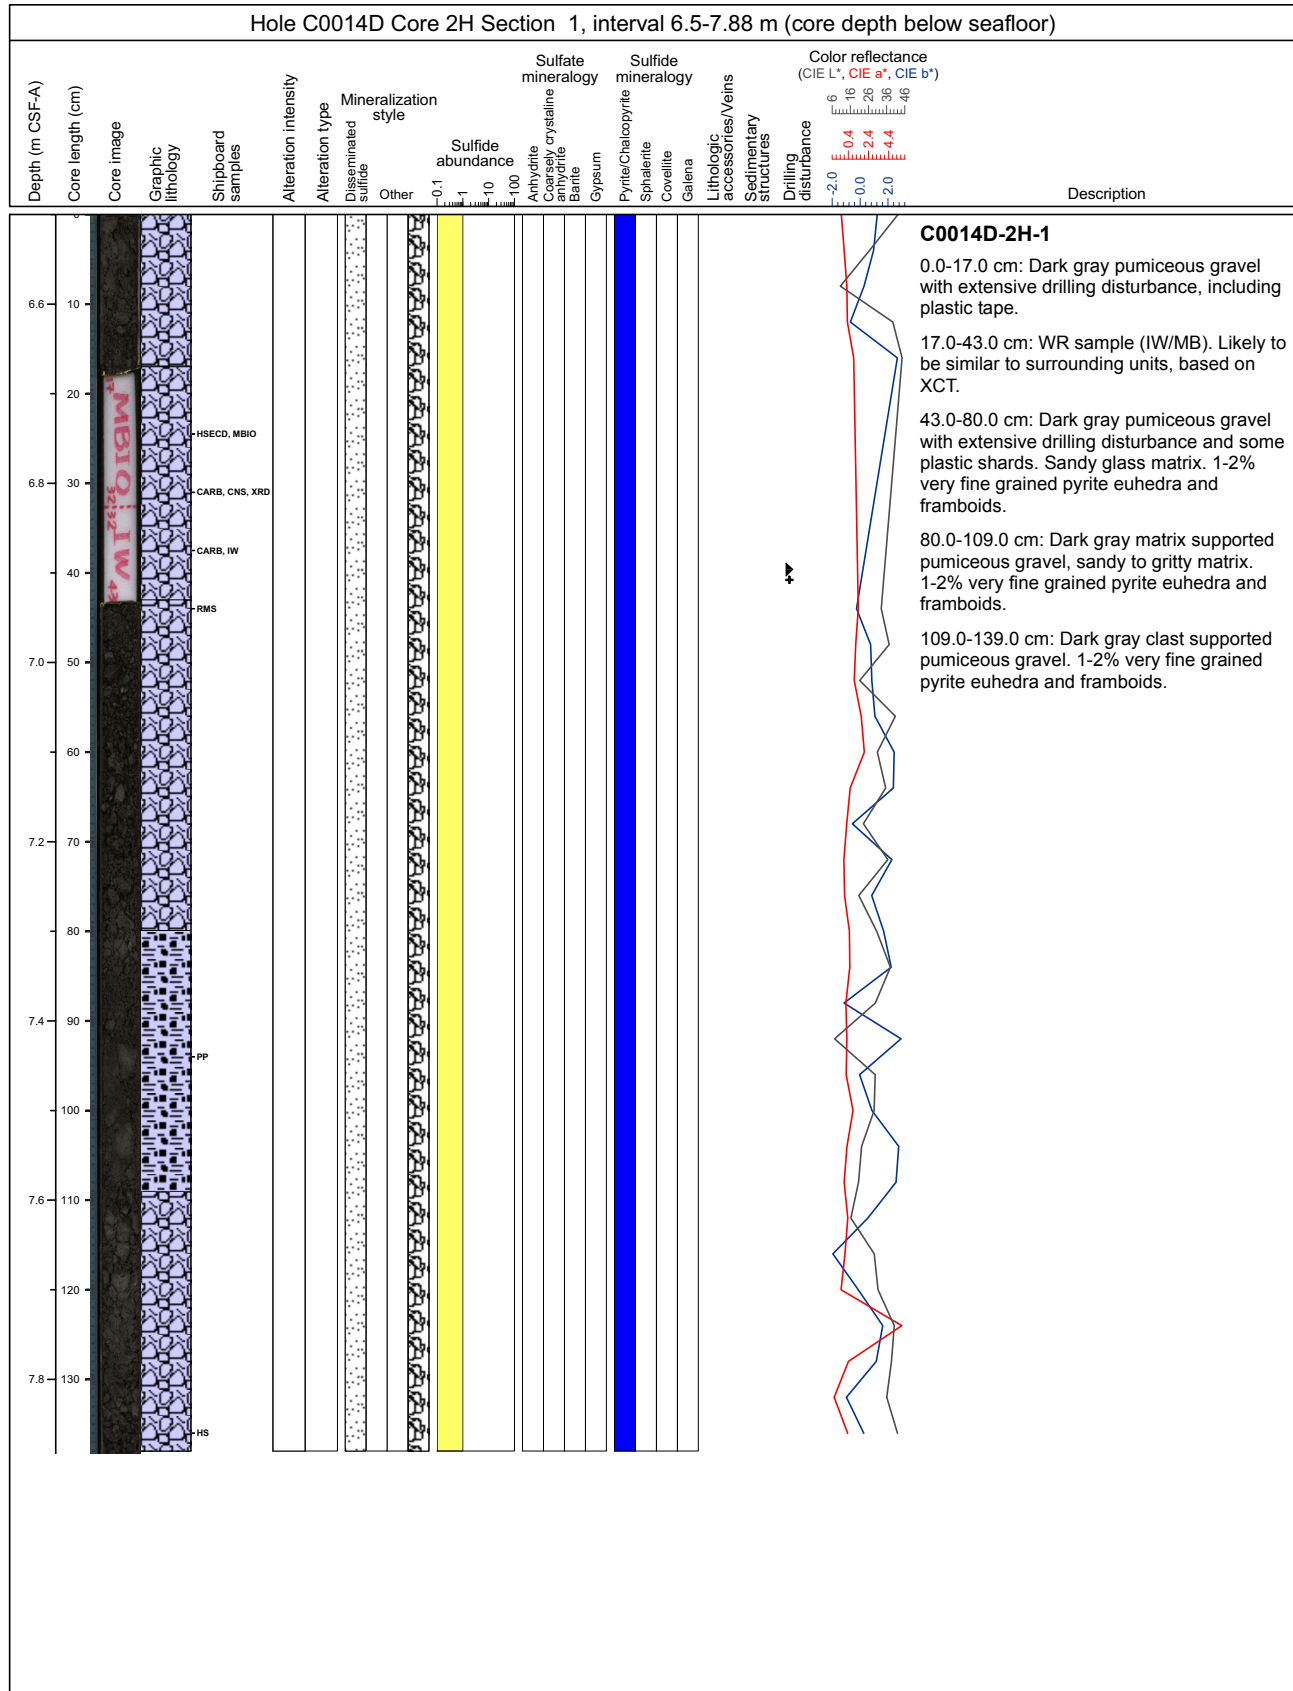 Hole C0014D Core 2H Section 1, interval 6.5-7.88 m (core depth below seafloor)
Depth (m CSF-A)
Core length (cm)
Core image
Graphic
lithology
Shipboard
samples
Alteration intensity
Alteration type
Mineralization
style
Disseminated
sulfide
Other
Sulfide
abundance
0.1
1
10
100
Sulfate
mineralogy
Anhydrite
Coarsely crystaline
anhydrite
Barite
Gypsum
Sulfide
mineralogy
Pyrite/Chalcopyrite
Sphalerite
Covellite
Galena
Lithologic
accessories/Veins
Sedimentary
structures
Drilling
disturbance
Color reflectance
(CIE L*, CIE a*, CIE b*)
6 16 26 36 46
-0.4 -2.4 -4.4
-2.0 0.0 2.0
Description
0
6.6
10
20
6.8
30
40
7.0
50
60
7.2
70
80
7.4
90
100
7.6
110
120
7.8
130
17
MBIO
32
32
IW
43
HSECD, MBIO
CARB, CNS, XRD
CARB, IW
RMS
PP
HS
C0014D-2H-1
0.0-17.0 cm: Dark gray pumiceous gravel
with extensive drilling disturbance, including
plastic tape.
17.0-43.0 cm: WR sample (IW/MB). Likely to
be similar to surrounding units, based on
XCT.
43.0-80.0 cm: Dark gray pumiceous gravel
with extensive drilling disturbance and some
plastic shards. Sandy glass matrix. 1-2%
very fine grained pyrite euhedra and
framboids.
80.0-109.0 cm: Dark gray matrix supported
pumiceous gravel, sandy to gritty matrix.
1-2% very fine grained pyrite euhedra and
framboids.
109.0-139.0 cm: Dark gray clast supported
pumiceous gravel. 1-2% very fine grained
pyrite euhedra and framboids.